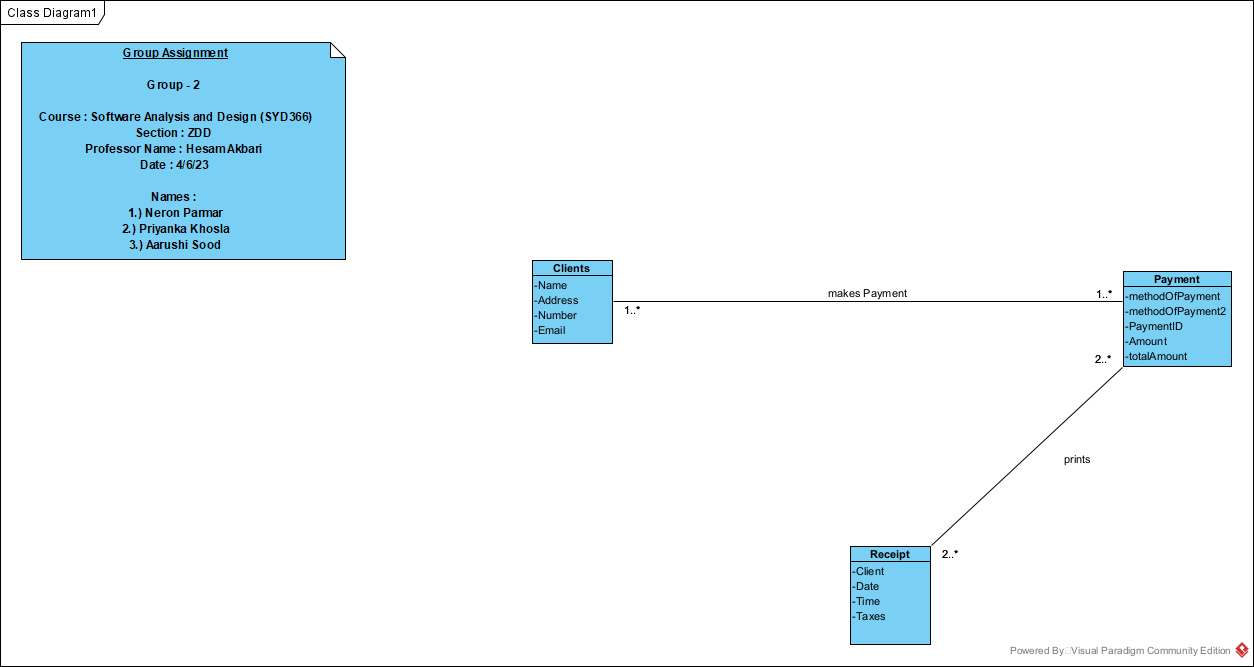 Class Diagram1
Group Assignment
Group - 2
Course : Software Analysis and Design (SYD366)
Section : ZDD
Professor Name : Hesam Akbari
Date : 4/6/23
Names :
1.) Neron Parmar
2.) Priyanka Khosla
3.) Aarushi Sood
Clients
-Name
-Address
-Number
-Email
1..*
makes Payment
1..*
Payment
-methodOfPayment
-methodOfPayment2
-PaymentID
-Amount
-totalAmount
2..*
prints
2..*
Receipt
-Client
-Date
-Time
-Taxes
Powered By Visual Paradigm Community Edition